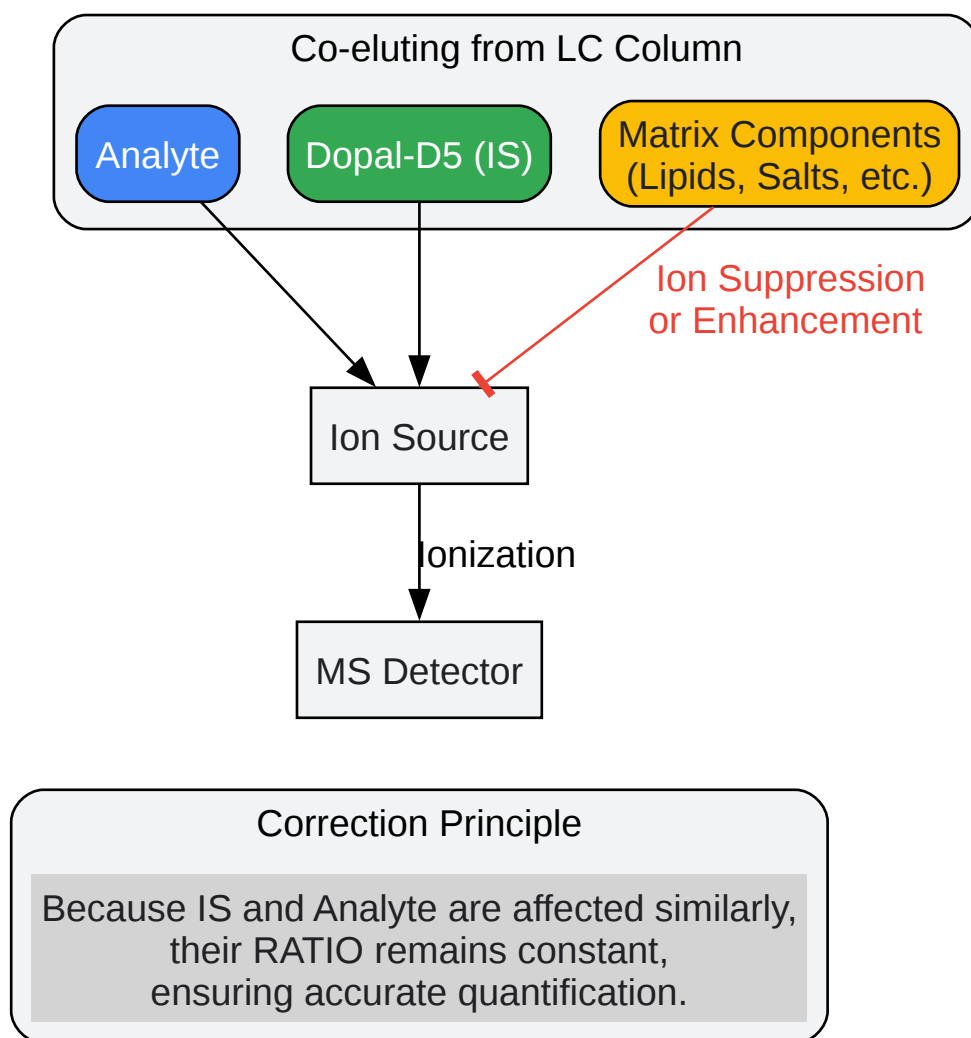 Co-eluting from LC Column
Analyte
Dopal-D5 (IS)
Matrix Components
(Lipids, Salts, etc.)
Ion Suppression
or Enhancement
Ion Source
Ionization
MS Detector
Correction Principle
Because IS and Analyte are affected similarly,
their RATIO remains constant,
ensuring accurate quantification.